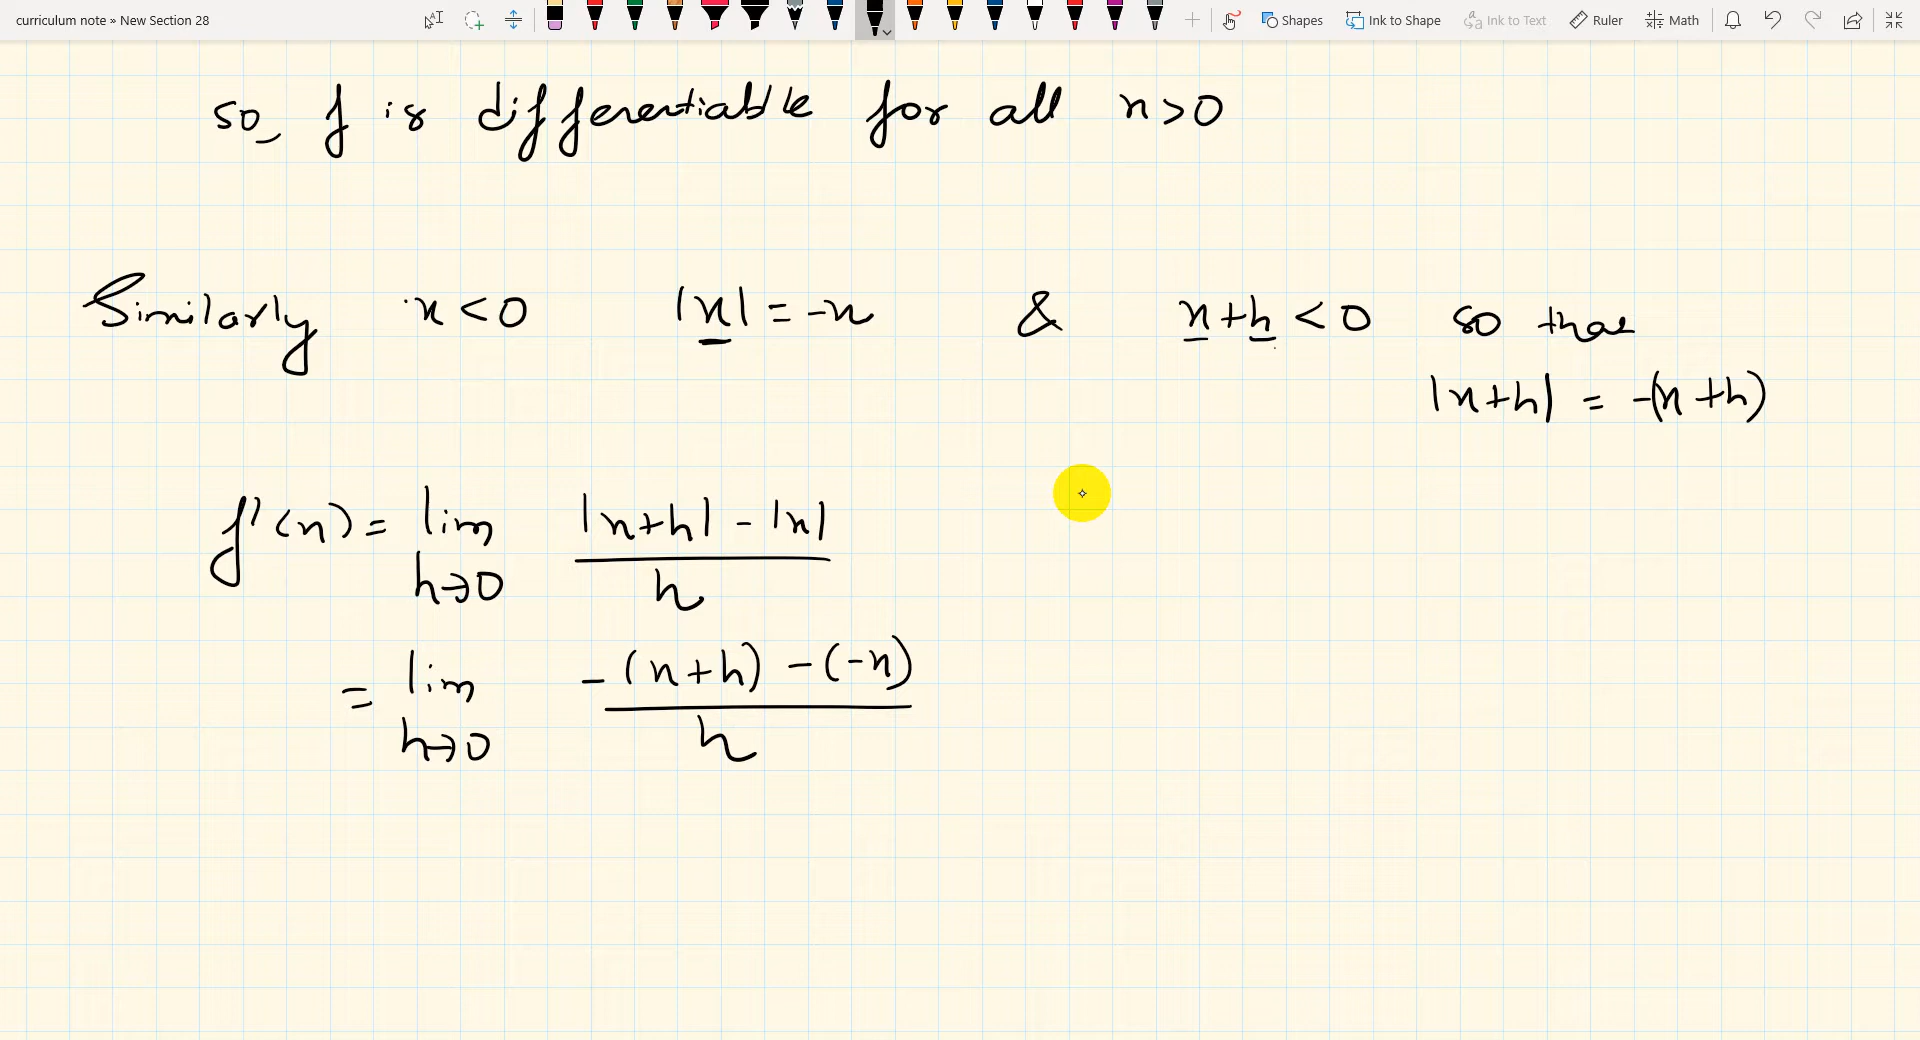 curriculum note » New Section 28 Shapes Ink to Shape Ink to Text Ruler Math
so, f is differentiable for all x>0
Similarly x<0 |x| = -x & x+h < 0 so that
|x+h| = -(x+h)
f'(x) = lim h→0 |x+h| - |x| / h
= lim h→0 -(x+h) -(-x) / h